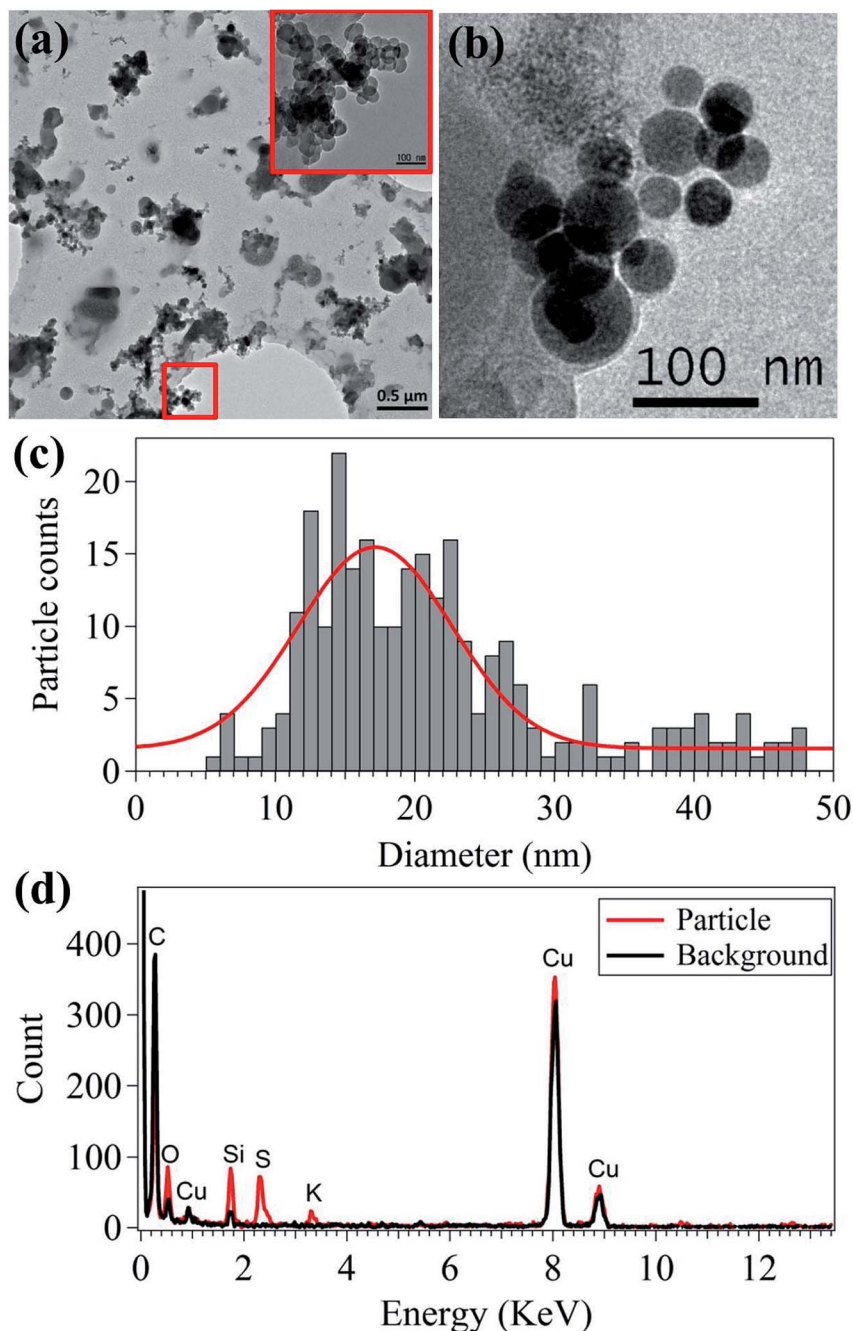 (a)
100 nm
0.5 μm
(b)
100 nm
(c)
Particle counts
20
15
10
5
0
0 10 20 30 40 50
Diameter (nm)
(d)
Count
400
300
200
100
0
C
O
Cu
Si
S
K
Cu
Cu
Particle
Background
0 2 4 6 8 10 12
Energy (KeV)